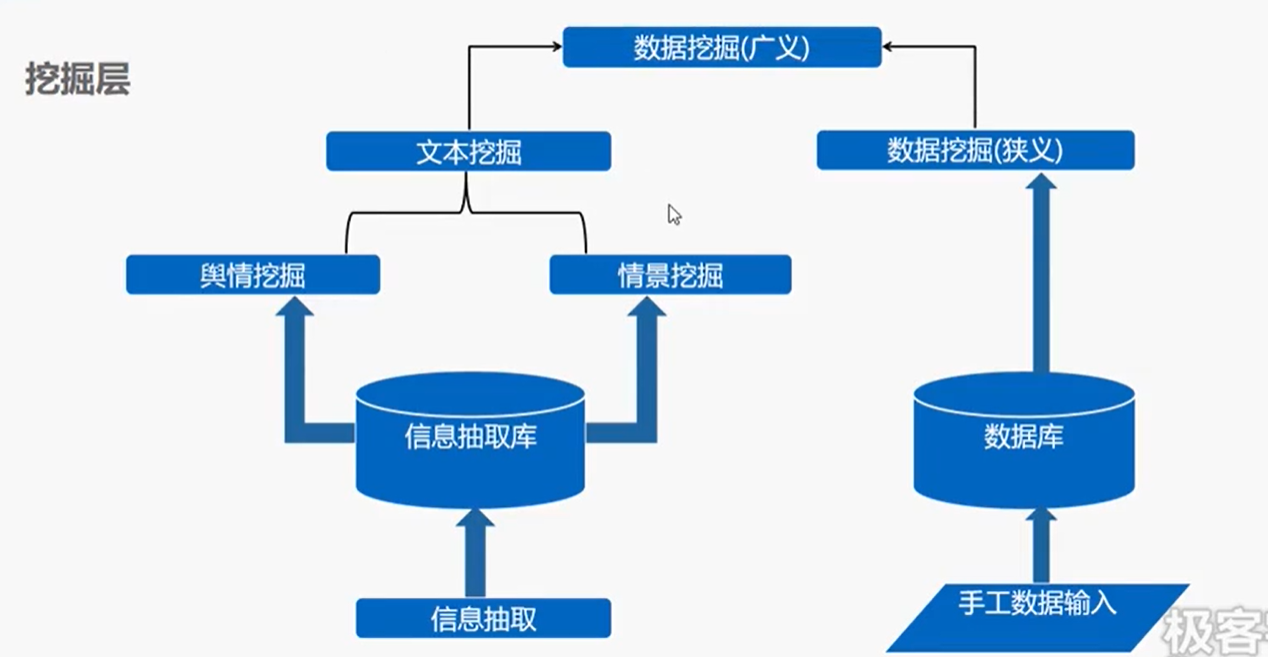 挖掘层
数据挖掘(广义)
文本挖掘
数据挖掘(狭义)
舆情挖掘
情景挖掘
信息抽取库
数据库
信息抽取
手工数据输入
极客